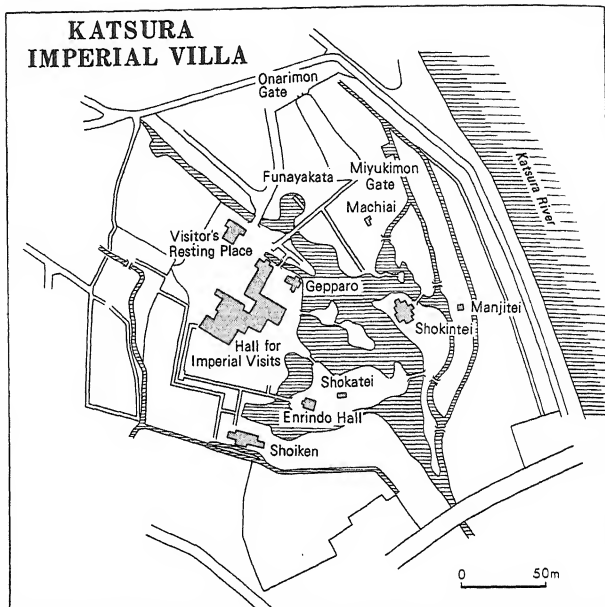 KATSURA
IMPERIAL VILLA
Onarimon
Gate
Funayakata
Miyukimon
Gate
Machiai
Katsura River
Visitor's
Resting Place
Gepparo
Shokintei
Manjitei
Hall for
Imperial Visits
Shokatei
Enrindo Hall
Shoiken
0 50m